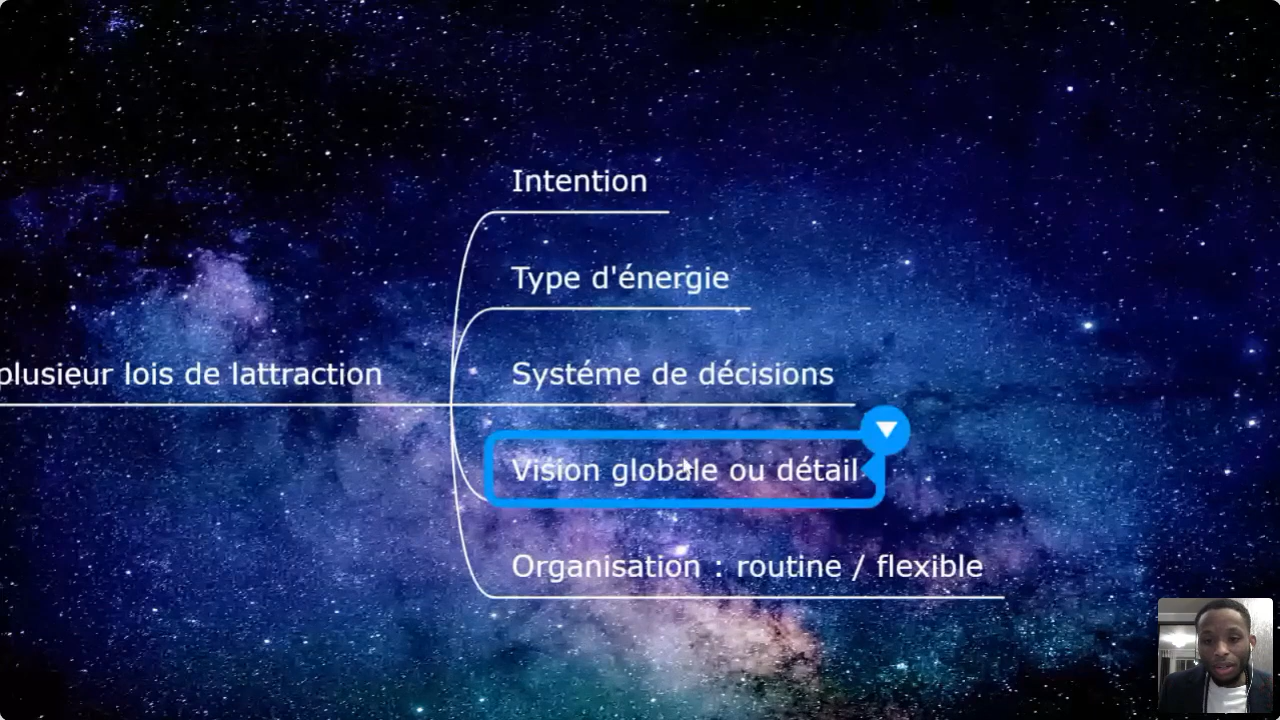 Intention
Type d'énergie
plusieur lois de lattraction
Systéme de décisions
Vision globale ou détail
Organisation : routine / flexible